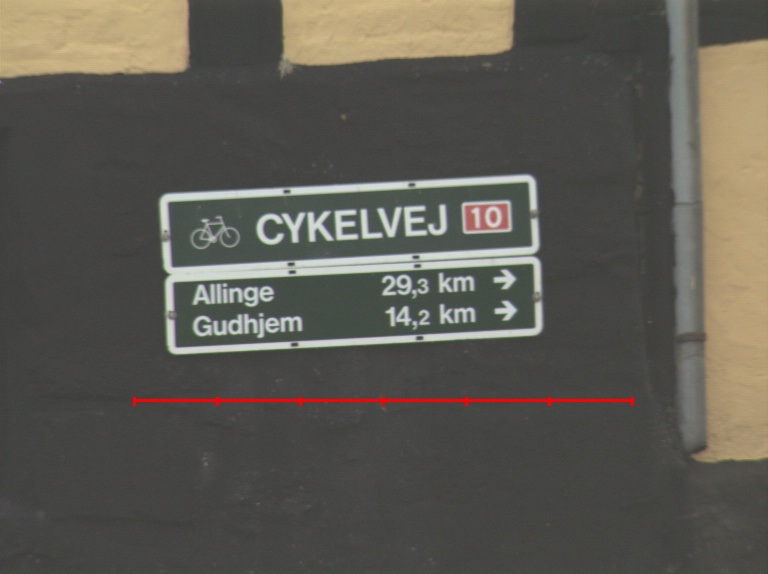 CYKELVEJ 10
Allinge 29,3 km →
Gudhjem 14,2 km →